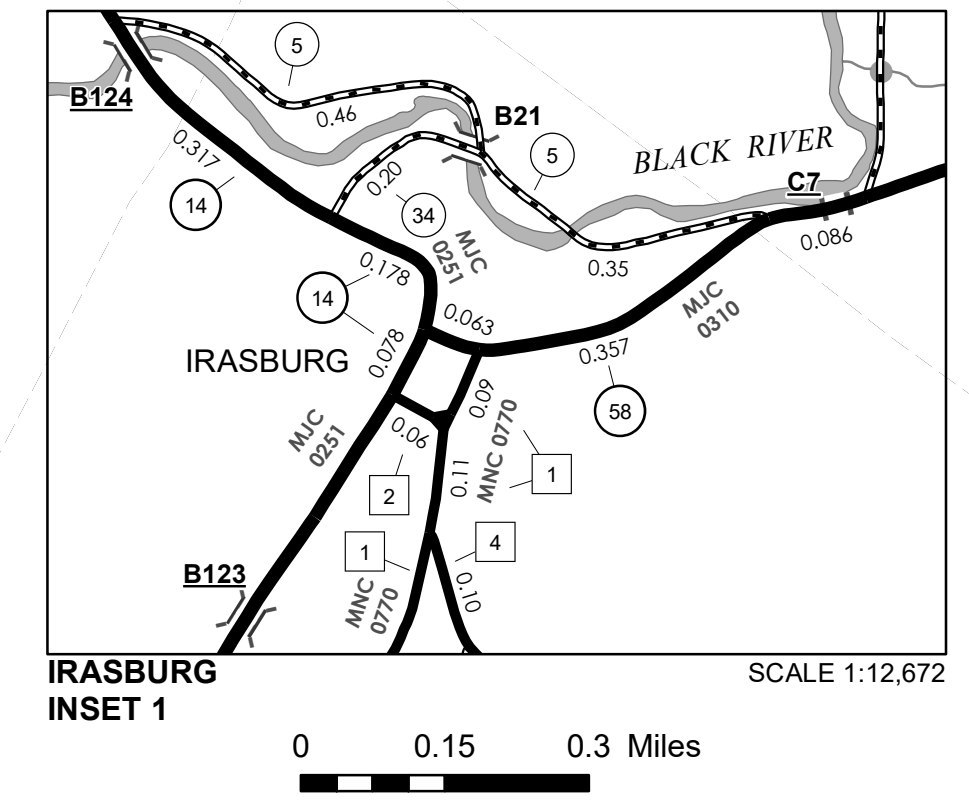 5
B124
0.46
B21
0.317
5
BLACK RIVER
0.20
C7
14
34
MJC
0251
0.086
0.178
0.35
14
0.063
MJC
0310
0.078
0.357
IRASBURG
0.09
58
MJC
0251
0.06
MNC 0770
0.11
1
2
1
4
B123
MNC
0770
0.10
IRASBURG
INSET 1
SCALE 1:12,672
0 0.15 0.3 Miles